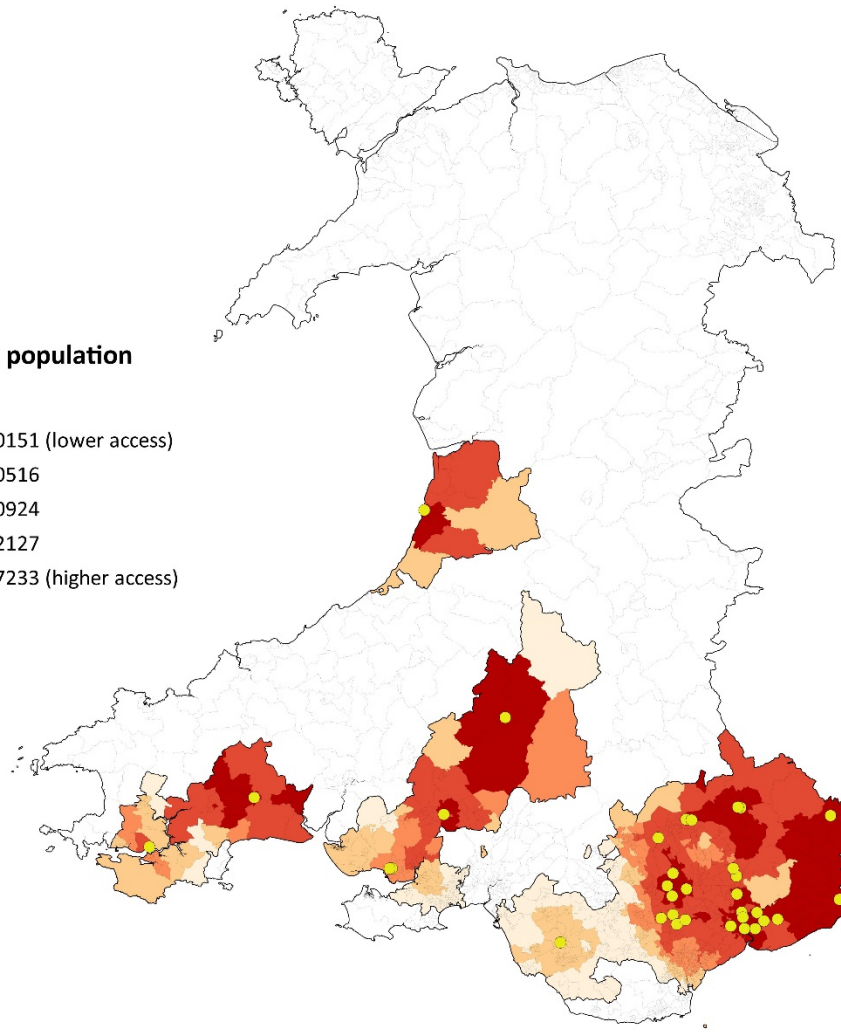 population
0151 (lower access)
0516
0924
2127
7233 (higher access)